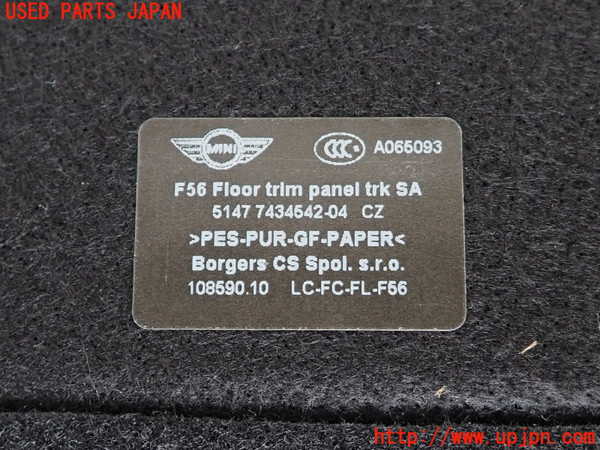 USED PARTS JAPAN
MINI
CCC
A065093
F56 Floor trim panel trk SA
5147 7434542-04 CZ
>PES-PUR-GF-PAPER<
Borgers CS Spol. s.r.o.
108590.10 LC-FC-FL-F56
http://www.upjpn.com